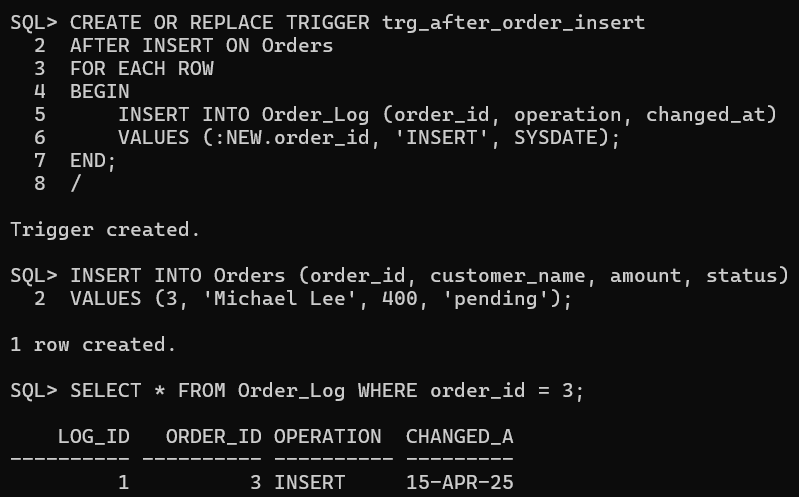 SQL> CREATE OR REPLACE TRIGGER trg_after_order_insert
  2  AFTER INSERT ON Orders
  3  FOR EACH ROW
  4  BEGIN
  5      INSERT INTO Order_Log (order_id, operation, changed_at)
  6      VALUES (:NEW.order_id, 'INSERT', SYSDATE);
  7  END;
  8  /
Trigger created.
SQL> INSERT INTO Orders (order_id, customer_name, amount, status)
  2  VALUES (3, 'Michael Lee', 400, 'pending');
1 row created.
SQL> SELECT * FROM Order_Log WHERE order_id = 3;
    LOG_ID   ORDER_ID OPERATION  CHANGED_A
---------- ---------- ---------- ---------
         1          3 INSERT     15-APR-25